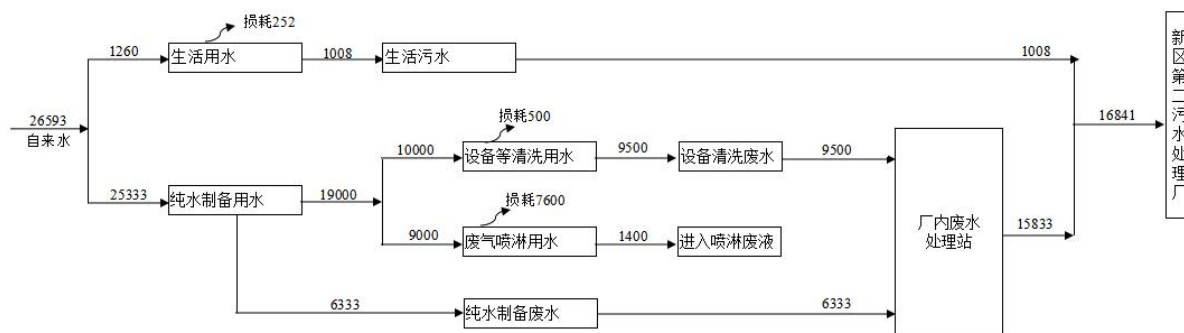 损耗252
1260
生活用水
1008
生活污水
1008
26593
自来水
损耗500
10000
设备等清洗用水
9500
设备清洗废水
9500
25333
纯水制备用水
19000
损耗7600
9000
废气喷淋用水
1400
进入喷淋废液
6333
纯水制备废水
6333
厂内废水
处理站
15833
16841
新
区
第
二
污
水
处
理
厂